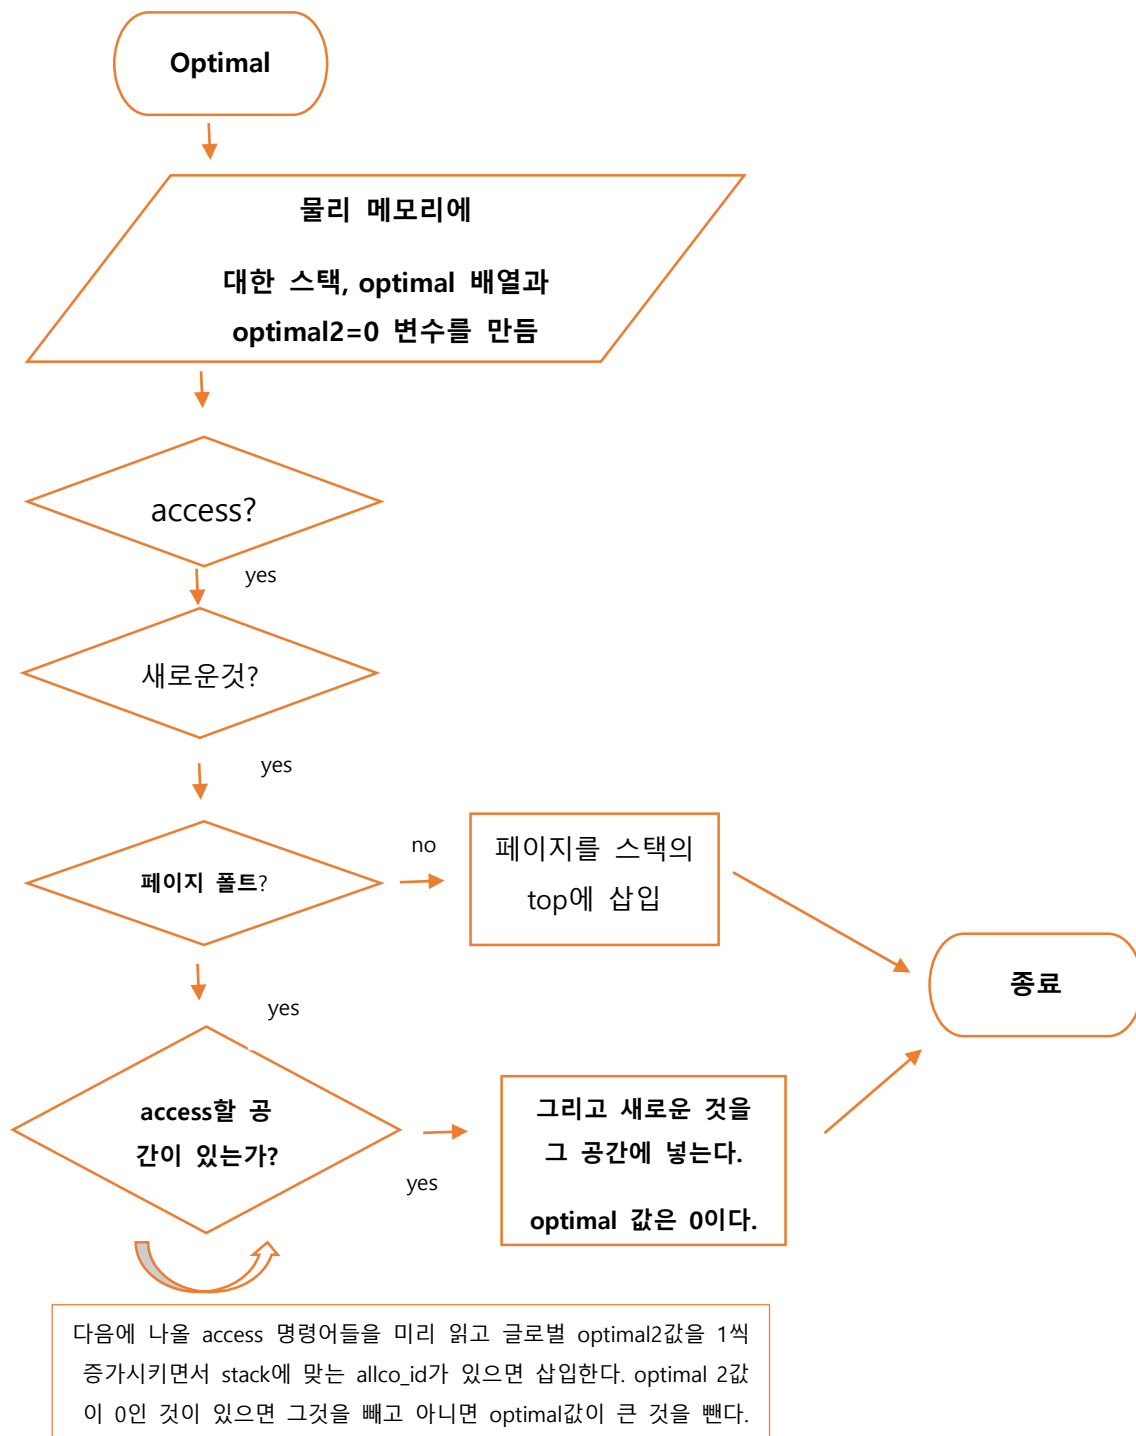 Optimal
물리 메모리에
대한 스택, optimal 배열과
optimal2=0 변수를 만듬
access?
yes
새로운것?
yes
페이지 폴트?
no
페이지를 스택의
top에 삽입
종료
yes
access할 공
간이 있는가?
yes
그리고 새로운 것을
그 공간에 넣는다.
optimal 값은 0이다.
다음에 나올 access 명령어들을 미리 읽고 글로벌 optimal2값을 1씩
증가시키면서 stack에 맞는 allco_id가 있으면 삽입한다. optimal 2값
이 0인 것이 있으면 그것을 빼고 아니면 optimal값이 큰 것을 뺀다.